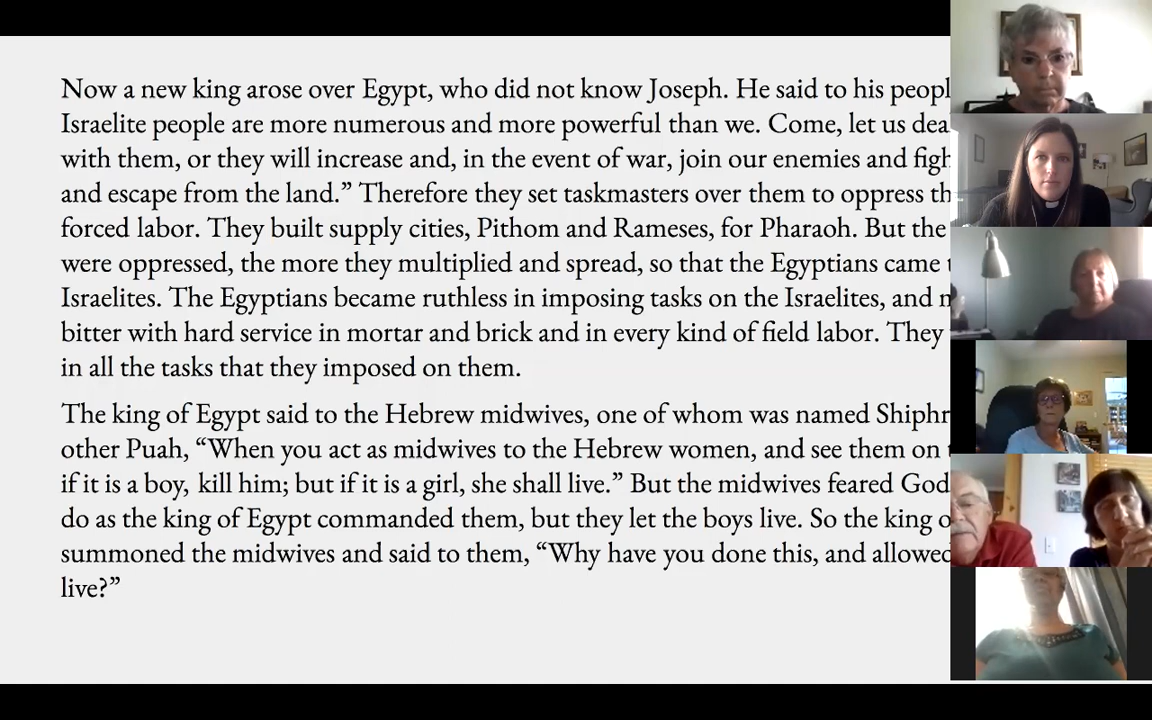 Now a new king arose over Egypt, who did not know Joseph. He said to his peopl
Israelite people are more numerous and more powerful than we. Come, let us dea
with them, or they will increase and, in the event of war, join our enemies and figh
and escape from the land.” Therefore they set taskmasters over them to oppress th
forced labor. They built supply cities, Pithom and Rameses, for Pharaoh. But the
were oppressed, the more they multiplied and spread, so that the Egyptians came
Israelites. The Egyptians became ruthless in imposing tasks on the Israelites, and
bitter with hard service in mortar and brick and in every kind of field labor. They
in all the tasks that they imposed on them.
The king of Egypt said to the Hebrew midwives, one of whom was named Shiphr
other Puah, “When you act as midwives to the Hebrew women, and see them on
if it is a boy, kill him; but if it is a girl, she shall live.” But the midwives feared God
do as the king of Egypt commanded them, but they let the boys live. So the king o
summoned the midwives and said to them, “Why have you done this, and allowed
live?”